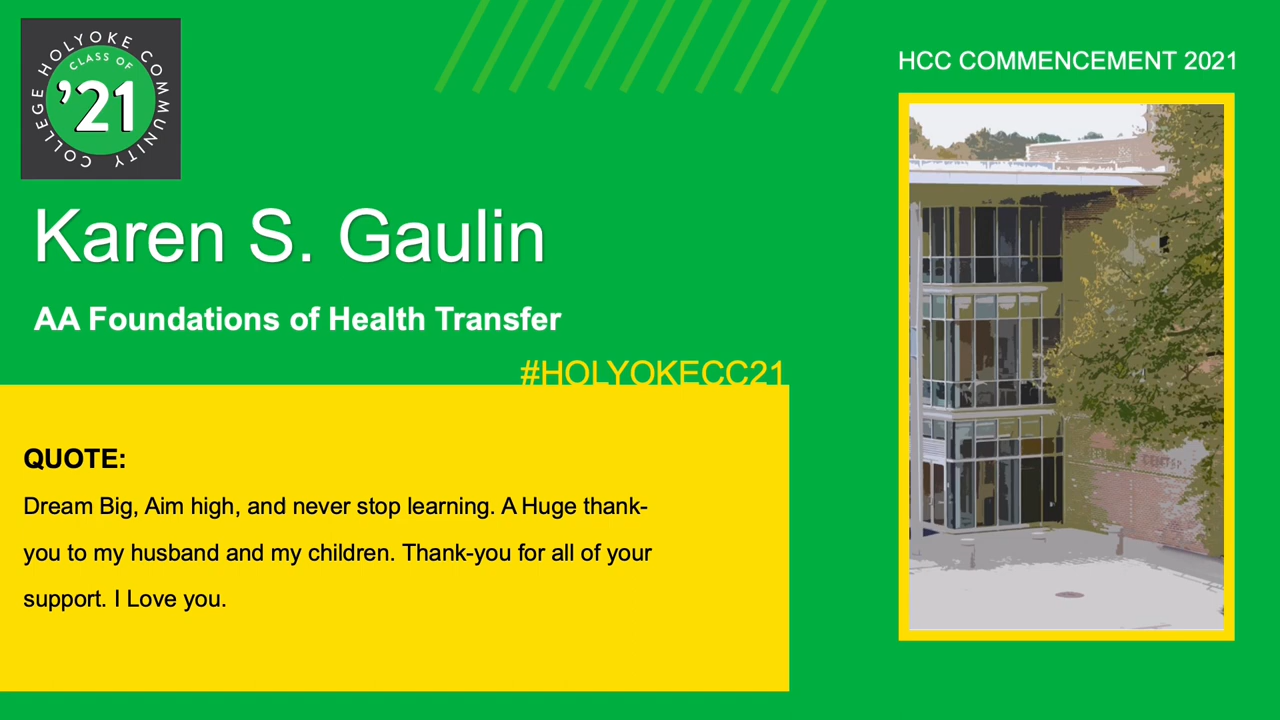 HOLYOKE COMMUNITY COLLEGE
CLASS OF
’21
HCC COMMENCEMENT 2021
Karen S. Gaulin
AA Foundations of Health Transfer
#HOLYOKECC21
QUOTE:
Dream Big, Aim high, and never stop learning. A Huge thank-
you to my husband and my children. Thank-you for all of your
support. I Love you.